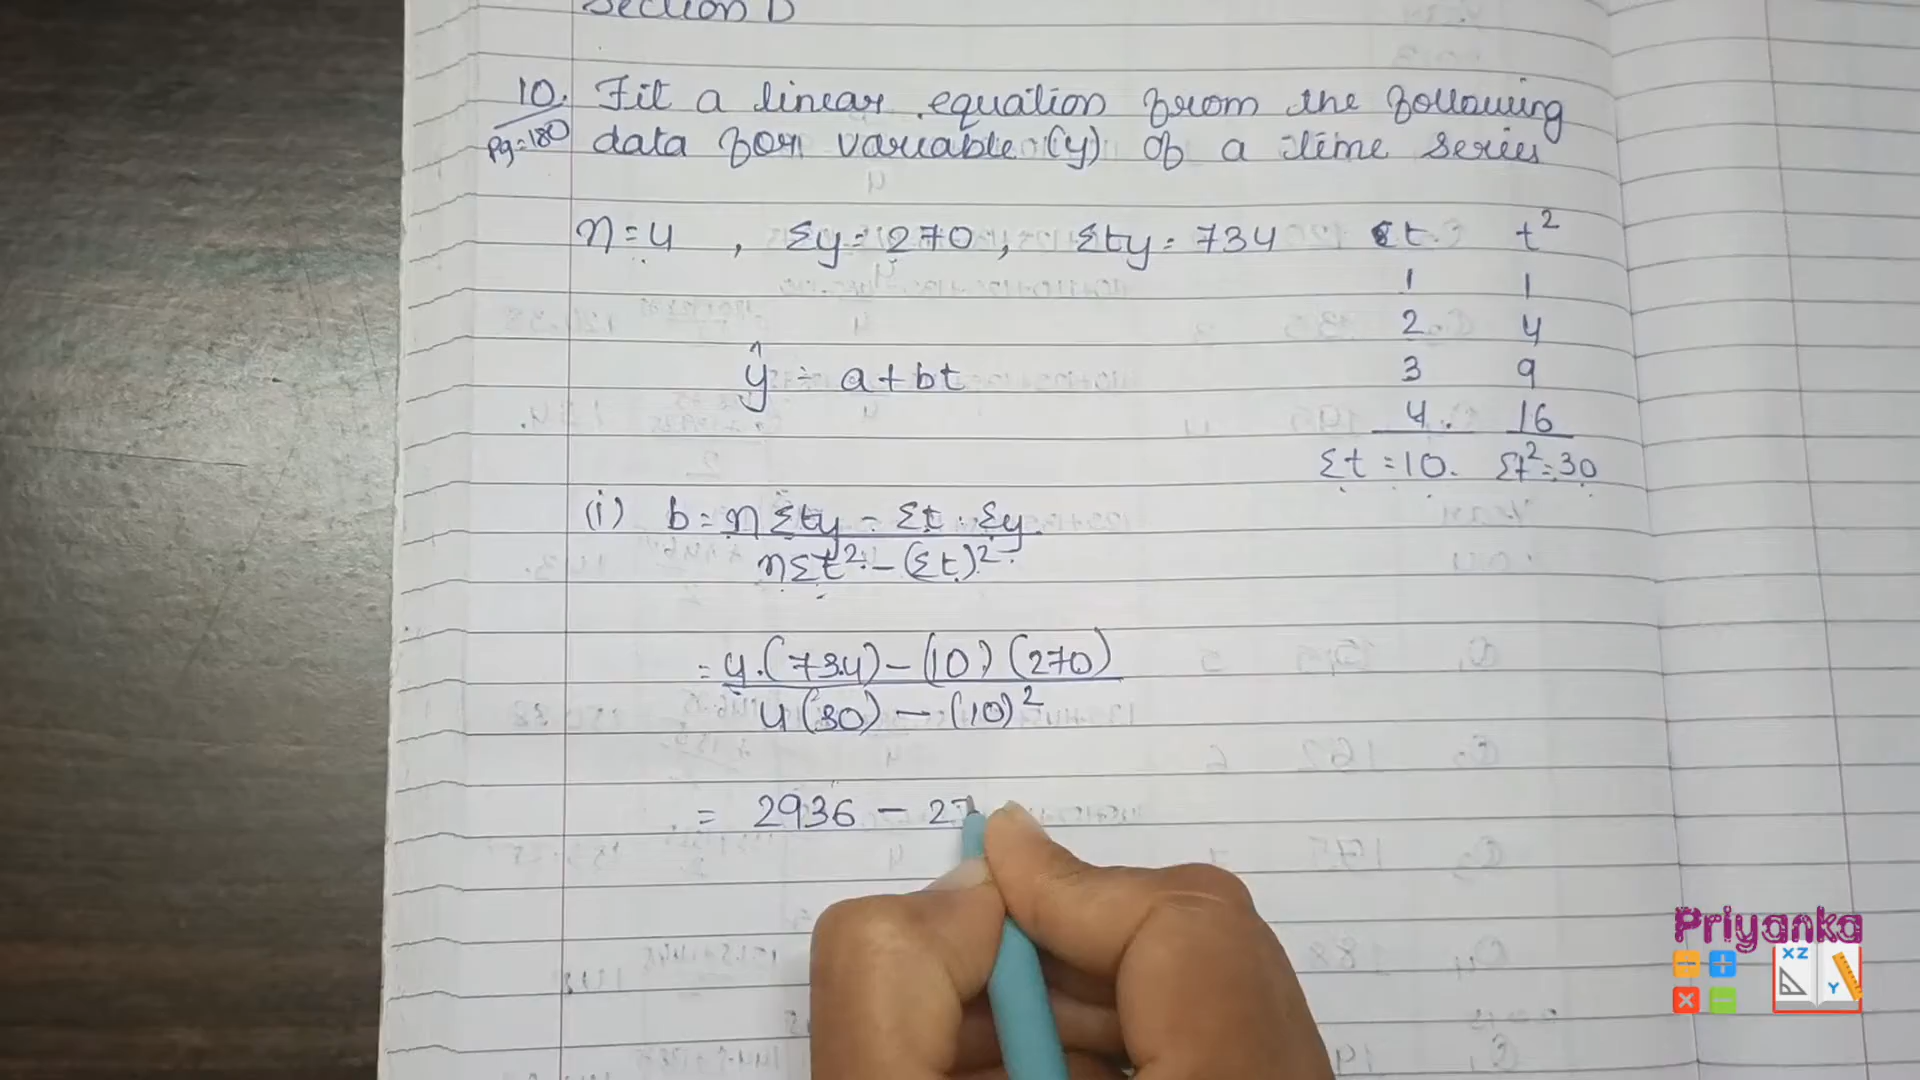 Section D
10. Fit a linear equation from the following
pg=180 data for variable (y) of a time series
n=4 , Σy=270, Σty=734 Σt t²
1 1
2 4
ŷ = a+bt 3 9
4. 16
Σt=10. Σt²=30
(i) b= nΣty - Σt.Σy
nΣt²-(Σt)²
= 4.(734)-(10)(270)
4(30)-(10)²
= 2936 - 27
Priyanka
XZ
Y